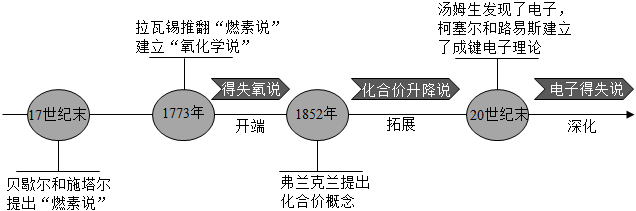 拉瓦锡推翻“燃素说”
建立“氧化学说”
汤姆生发现了电子，
柯塞尔和路易斯建立
了成键电子理论
得失氧说
化合价升降说
电子得失说
17世纪末
1773年
开端
1852年
拓展
20世纪末
深化
贝歇尔和施塔尔
提出“燃素说”
弗兰克兰提出
化合价概念